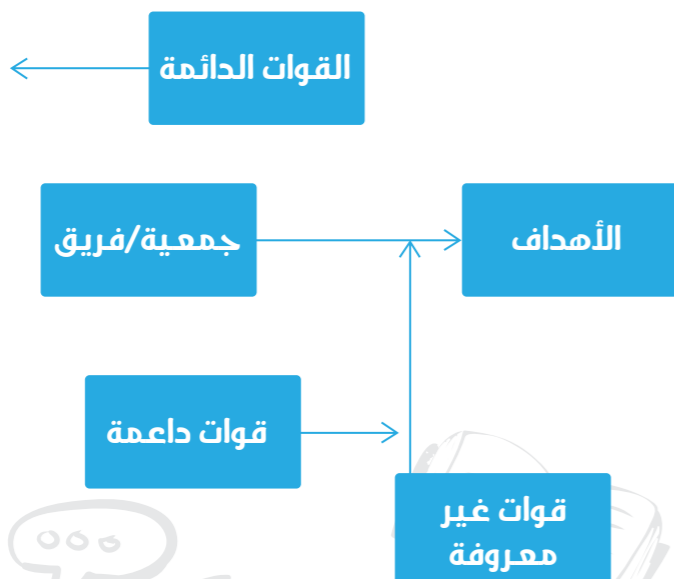 القوات الدائمة
الأهداف
جمعية/فريق
قوات داعمة
قوات غير
معروفة